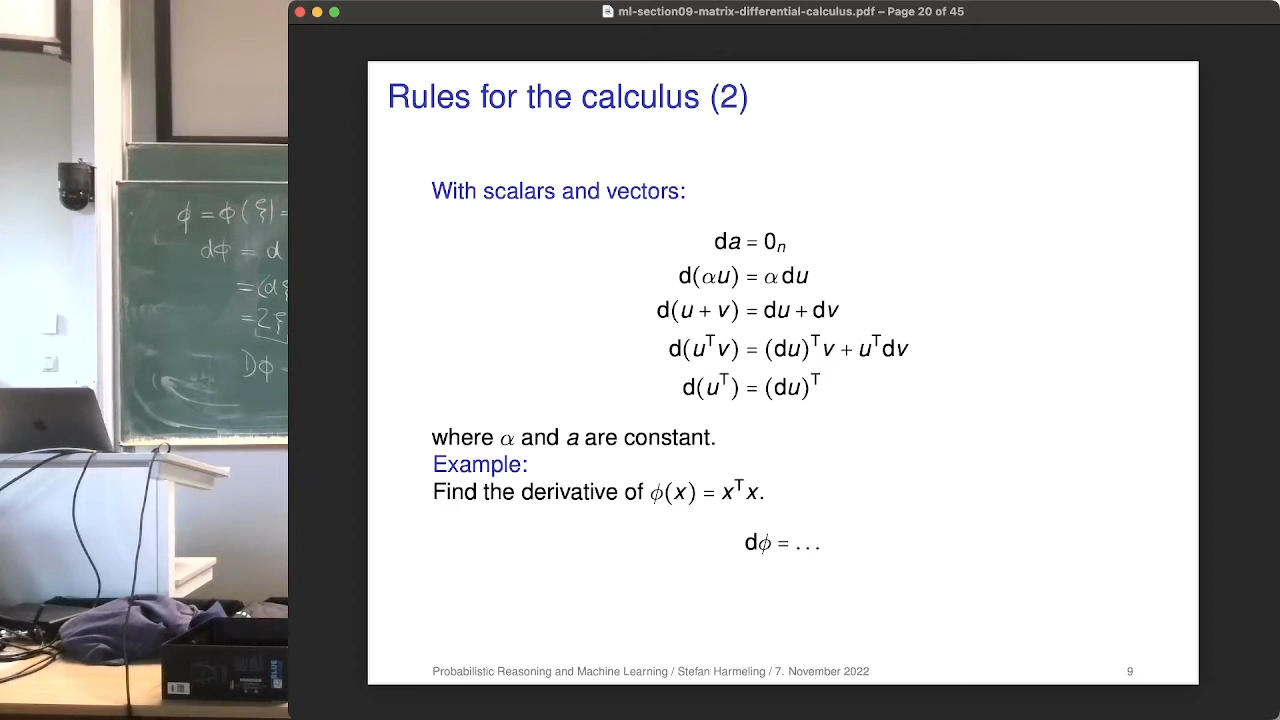 ml-section09-matrix-differential-calculus.pdf – Page 20 of 45
Rules for the calculus (2)
With scalars and vectors:
da = 0ₙ
d(αu) = α du
d(u + v) = du + dv
d(uᵀv) = (du)ᵀv + uᵀdv
d(uᵀ) = (du)ᵀ
where α and a are constant.
Example:
Find the derivative of ϕ(x) = xᵀx.
dϕ = . . .
Probabilistic Reasoning and Machine Learning / Stefan Harmeling / 7. November 2022
9
ϕ = ϕ(ξ) =
dϕ = d
= (dξ
= 2ξ
Dϕ